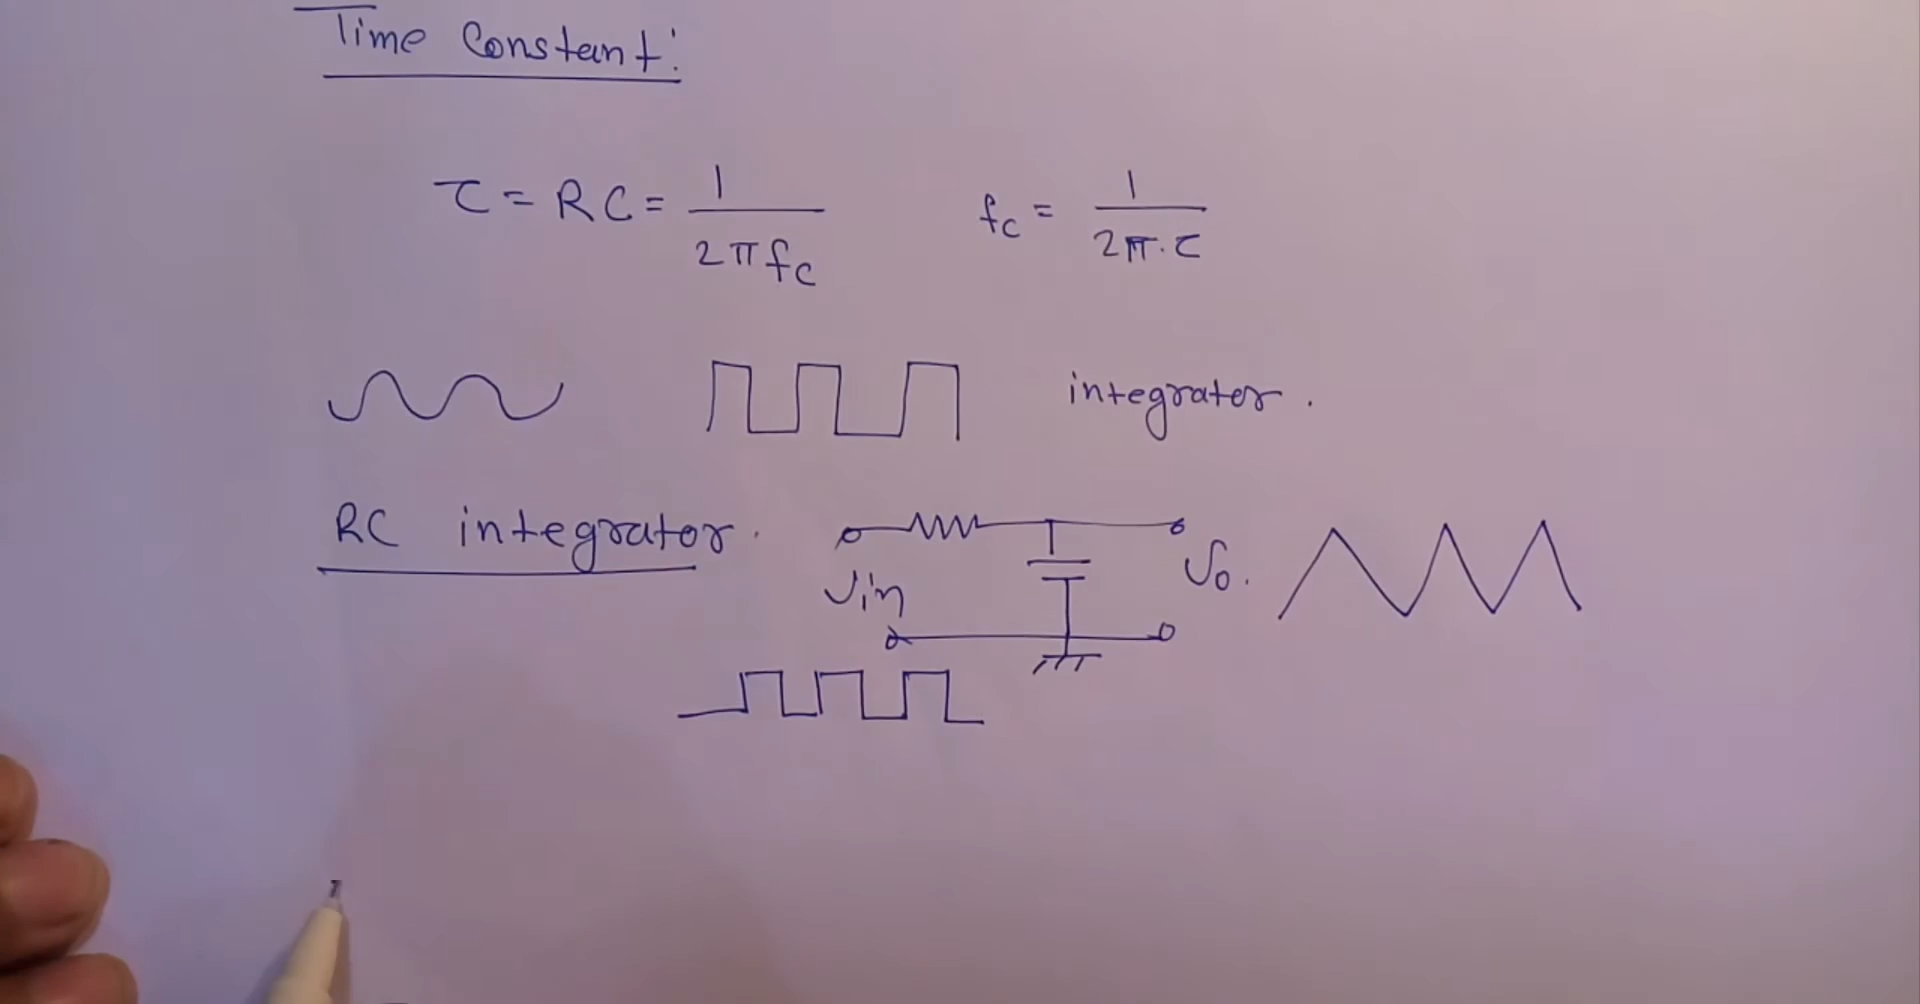 Time Constant:
τ = RC = 1 / 2πfc    fc = 1 / 2π.τ
integrator.
RC integrator.
Vin
Vo.